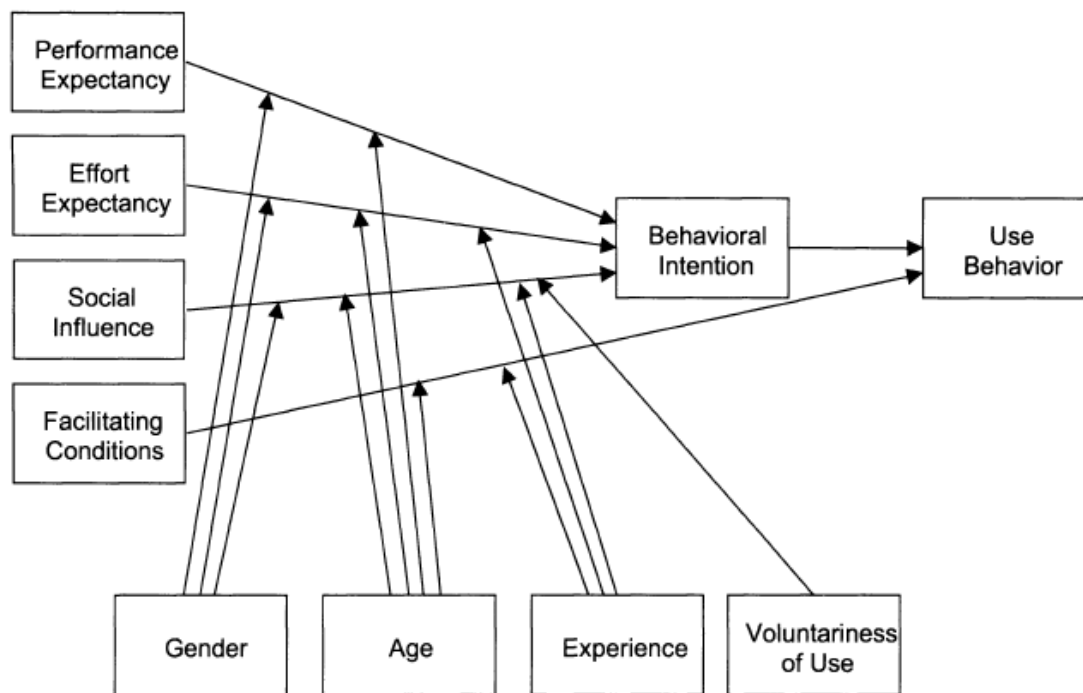 Performance
Expectancy
Effort
Expectancy
Social
Influence
Facilitating
Conditions
Behavioral
Intention
Use
Behavior
Gender
Age
Experience
Voluntariness
of Use